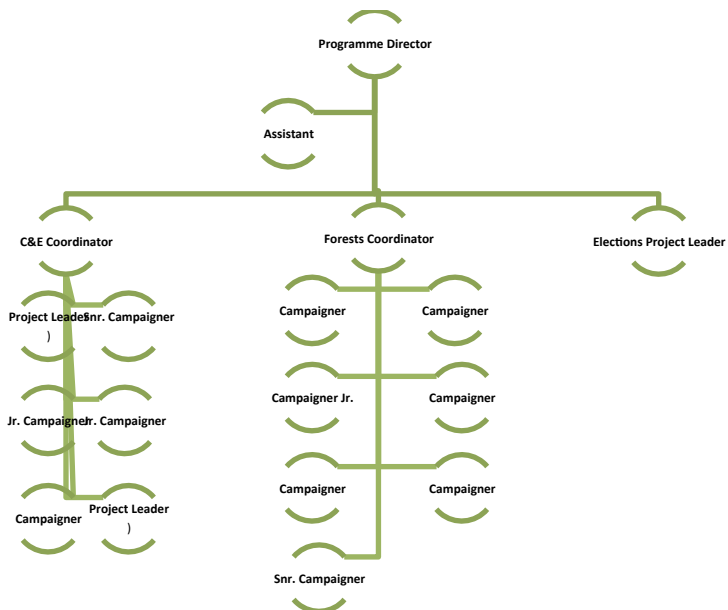 Programme Director
Assistant
C&E Coordinator
Forests Coordinator
Elections Project Leader
Project Leader
)
Snr. Campaigner
Jr. Campaigner
Jr. Campaigner
Campaigner
Project Leader
)
Campaigner
Campaigner
Campaigner Jr.
Campaigner
Campaigner
Campaigner
Snr. Campaigner